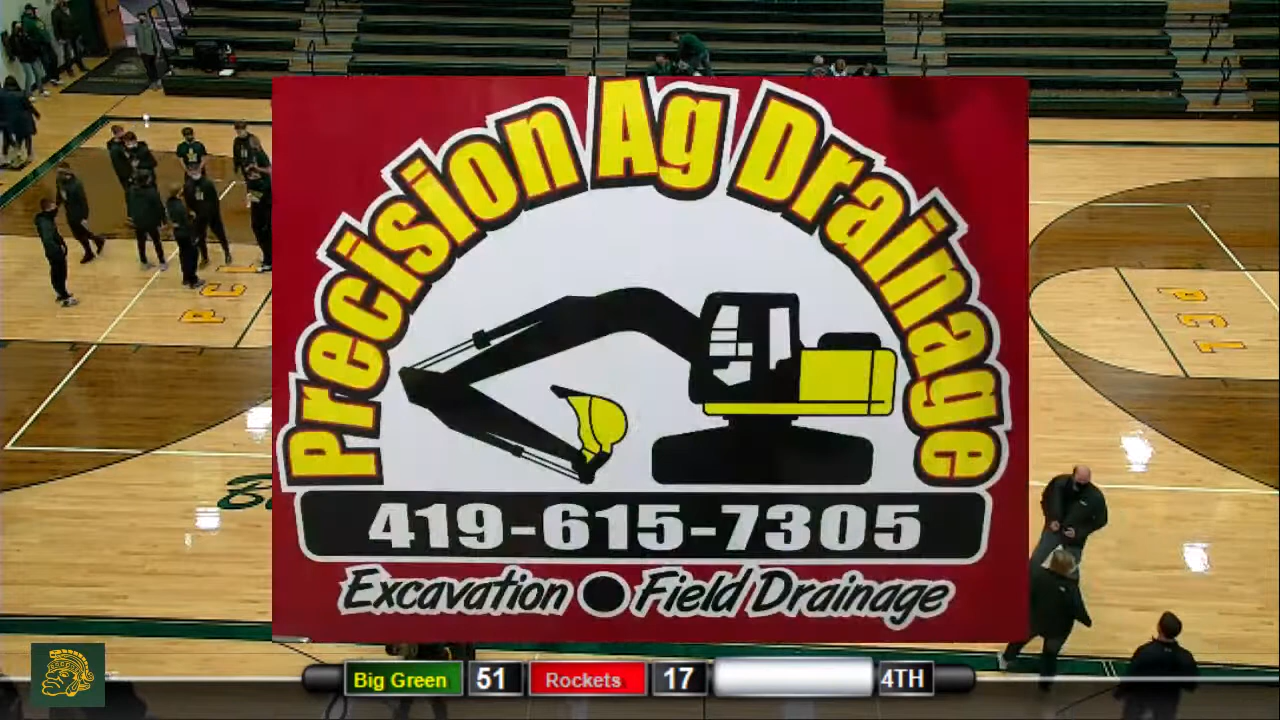 Precision Ag Drainage
419-615-7305
Excavation ● Field Drainage
Big Green 51 Rockets 17 4TH